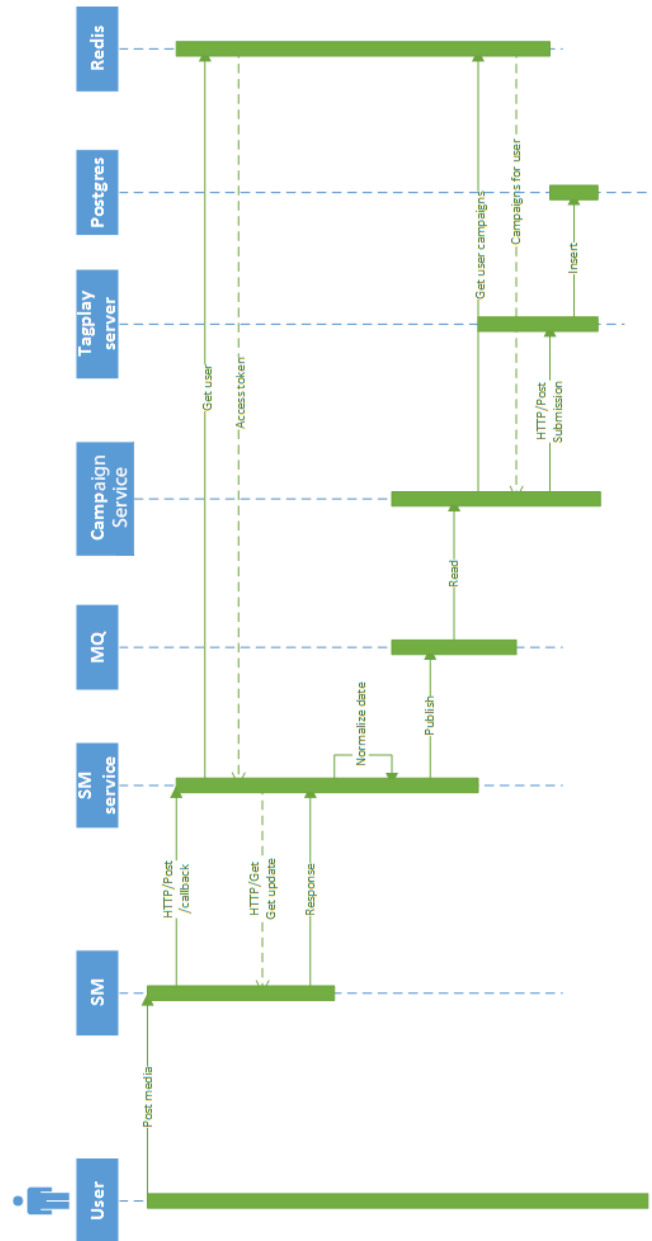 User
SM
SM
service
MQ
Campaign
Service
Tagplay
server
Postgres
Redis
Post media
HTTP/Post
/callback
Get user
Access token
HTTP/Get
Get update
Response
Normalize date
Publish
Read
Get user campaigns
Campaigns for user
HTTP/Post
Submission
Insert